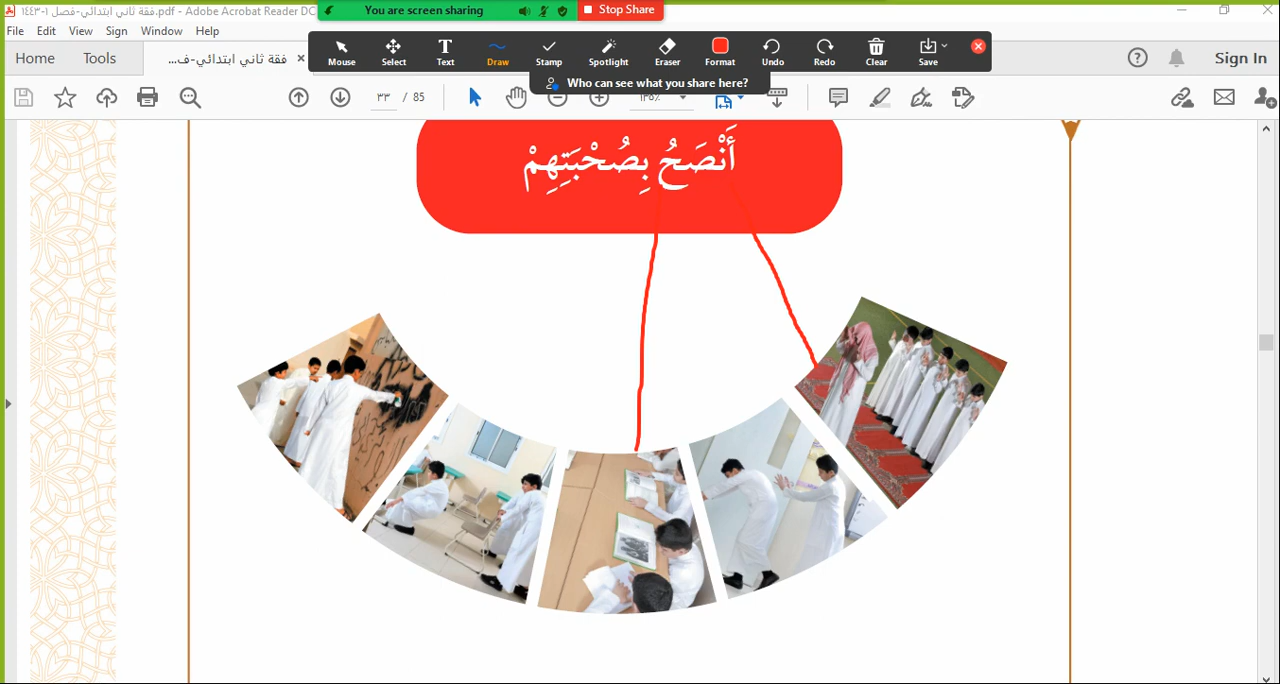 فقة ثاني ابتدائي-فصل ١-١٤٤٣.pdf - Adobe Acrobat Reader DC
You are screen sharing
Stop Share
File Edit View Sign Window Help
Mouse Select Text Draw Stamp Spotlight Eraser Format Undo Redo Clear Save
Home Tools
فقة ثاني ابتدائي-ف...
Sign In
Who can see what you share here?
٣٣ / 85
أَنْصَحُ بِصُحْبَتِهِمْ